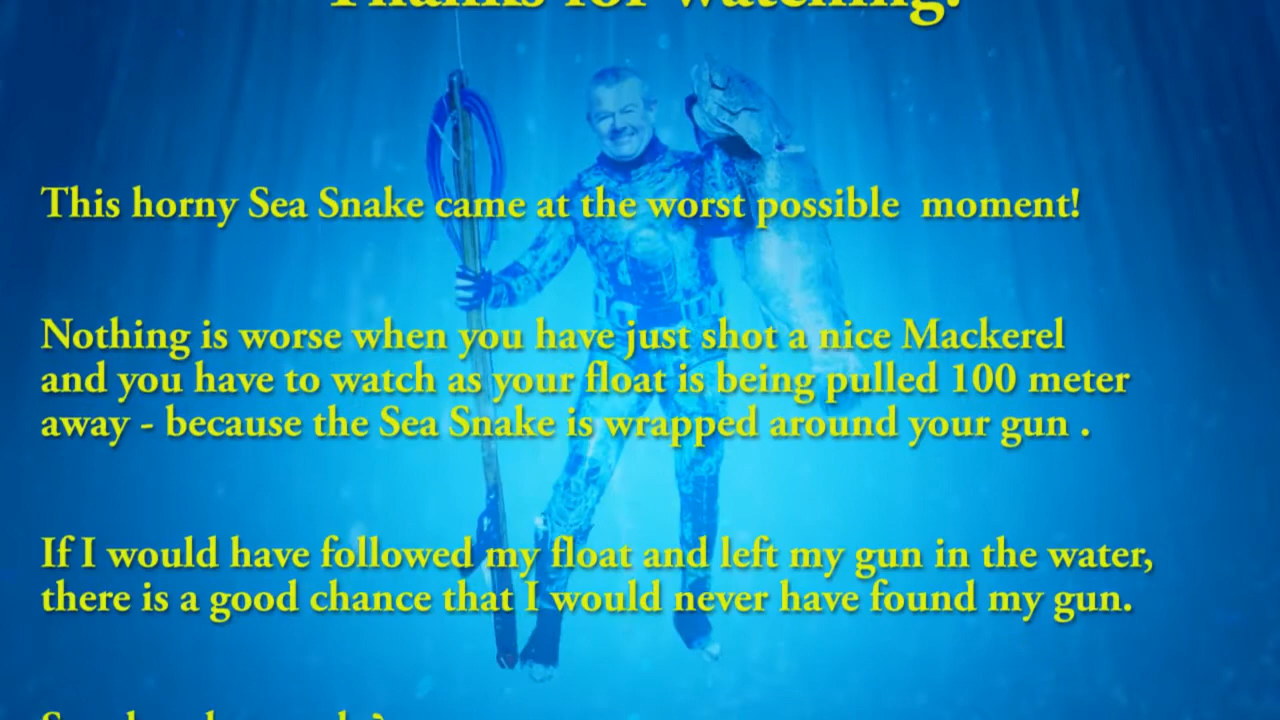 Thanks for watching!
This horny Sea Snake came at the worst possible  moment!
Nothing is worse when you have just shot a nice Mackerel
and you have to watch as your float is being pulled 100 meter
away - because the Sea Snake is wrapped around your gun .
If I would have followed my float and left my gun in the water,
there is a good chance that I would never have found my gun.